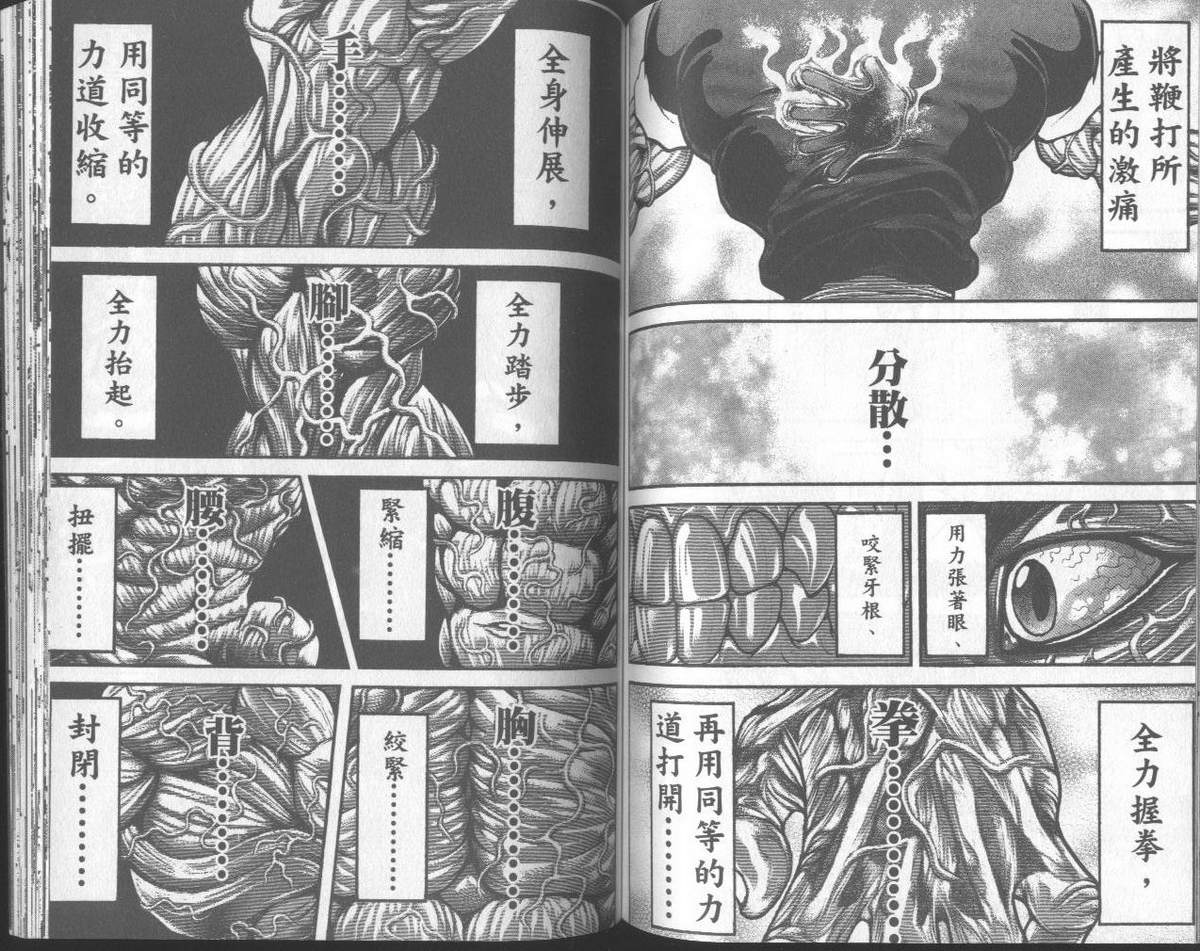 將鞭打所
產生的激痛
分散…
用力張著眼、
咬緊牙根、
全力握拳，
拳………………
再用同等的力
道打開…………
全身伸展，
手………………
用同等的
力道收縮。
全力踏步，
腳………………
全力抬起。
腹………………
緊縮…………
腰………………
扭擺…………
胸………………
絞緊…………
背………………
封閉…………